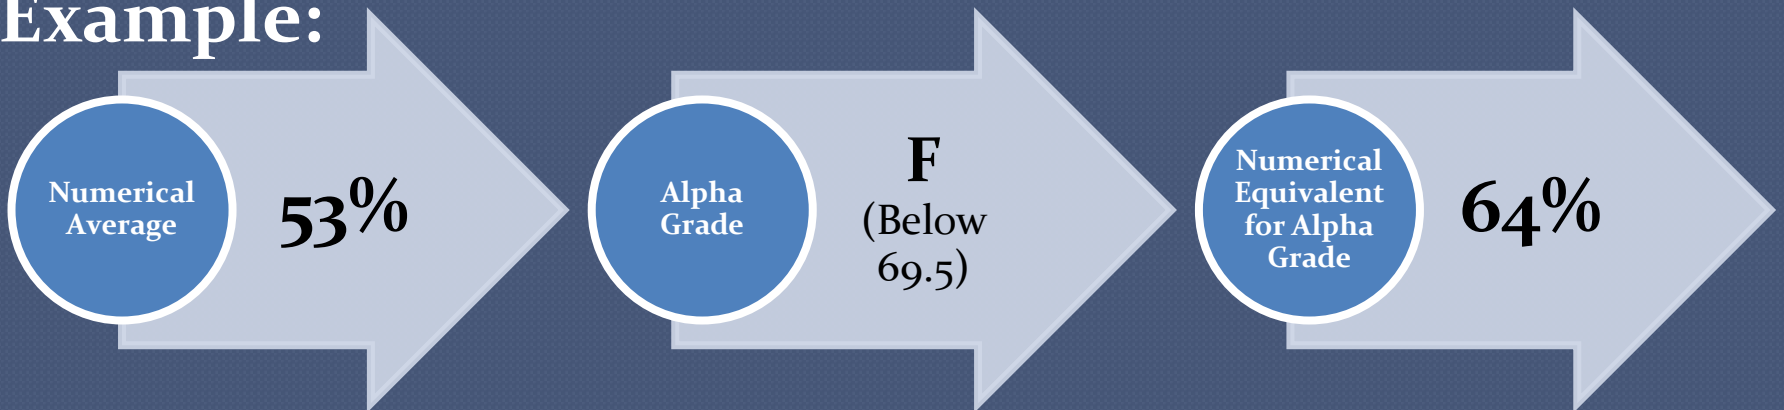 Example:
Numerical
Average
53%
Alpha
Grade
F
(Below
69.5)
Numerical
Equivalent
for Alpha
Grade
64%